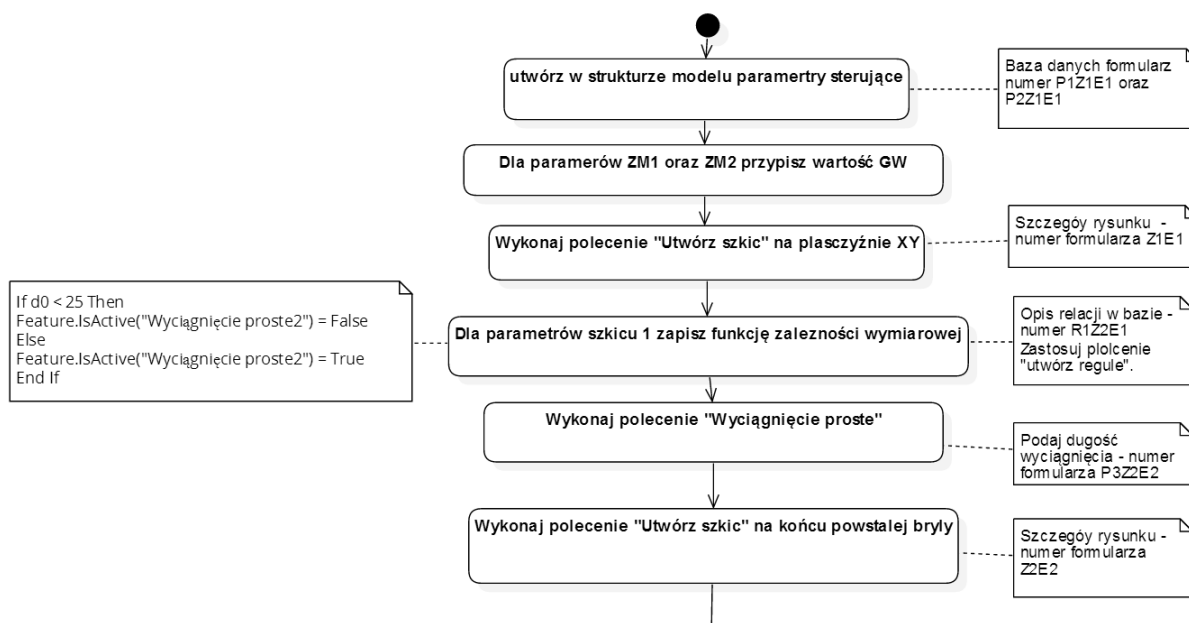 utwórz w strukturze modelu paramertry sterujące
Baza danych formularz
numer P1Z1E1 oraz
P2Z1E1
Dla paramerów ZM1 oraz ZM2 przypisz wartość GW
Wykonaj polecenie "Utwórz szkic" na plasczyźnie XY
Szczegóy rysunku -
numer formularza Z1E1
If d0 < 25 Then
Feature.IsActive("Wyciągnięcie proste2") = False
Else
Feature.IsActive("Wyciągnięcie proste2") = True
End If
Dla parametrów szkicu 1 zapisz funkcję zalezności wymiarowej
Opis relacji w bazie -
numer R1Z2E1
Zastosuj plolcenie
"utwórz regule".
Wykonaj polecenie "Wyciągnięcie proste"
Podaj dugość
wyciągnięcia - numer
formularza P3Z2E2
Wykonaj polecenie "Utwórz szkic" na końcu powstalej bryly
Szczegóy rysunku -
numer formularza
Z2E2